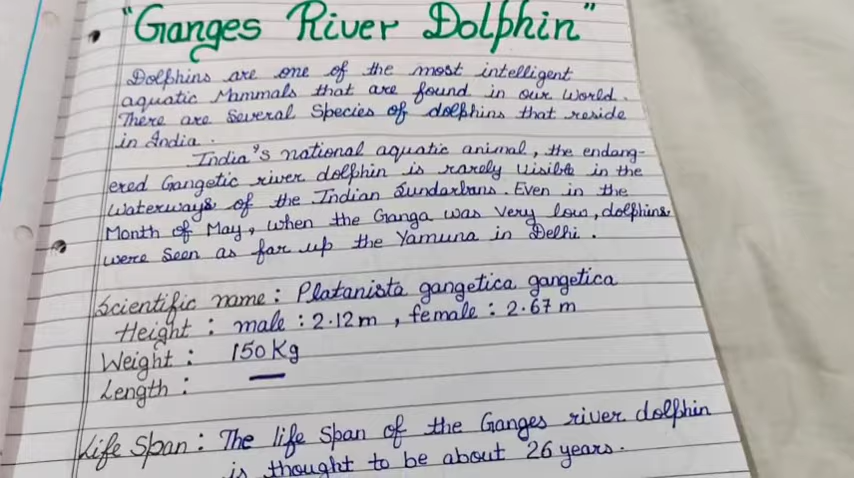 "Ganges River Dolphin"
Dolphins are one of the most intelligent
aquatic Mammals that are found in our World.
There are Several Species of dolphins that reside
in India.
India's national aquatic animal, the endang-
ered Gangetic river dolphin is rarely visible in the
waterways of the Indian Sundarbans. Even in the
Month of May, when the Ganga was very low, dolphins
were Seen as far up the Yamuna in Delhi.
Scientific name: Platanista gangetica gangetica
Height: male: 2.12 m, female: 2.67 m
Weight: 150 Kg
Length: —
Life Span: The life Span of the Ganges river dolphin
is thought to be about 26 years.